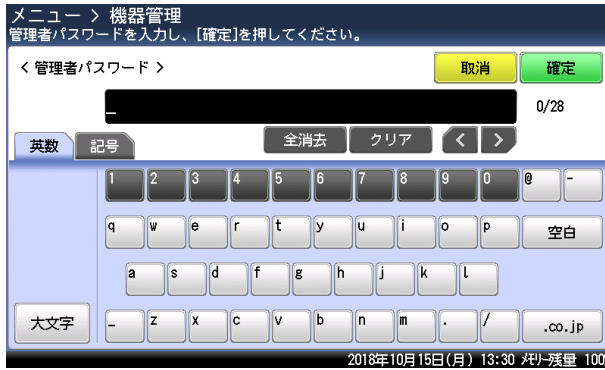 メニュー > 機器管理
管理者パスワードを入力し、[確定]を押してください。
< 管理者パスワード >
取消
確定
_
0/28
英数
記号
全消去
クリア
<
>
1 2 3 4 5 6 7 8 9 0 @ -
q w e r t y u i o p 空白
a s d f g h j k l
大文字 _ z x c v b n m . / .co.jp
2018年10月15日(月) 13:30 ﾒﾓﾘｰ残量 100